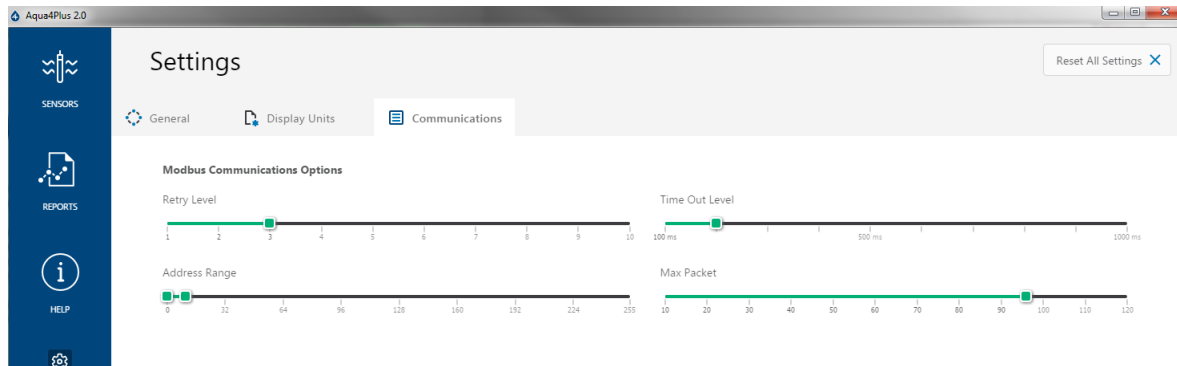 Aqua4Plus 2.0
Settings
Reset All Settings
SENSORS
General
Display Units
Communications
Modbus Communications Options
REPORTS
Retry Level
Time Out Level
1 2 3 4 5 6 7 8 9 10
100 ms 500 ms 1000 ms
Address Range
Max Packet
HELP
0 32 64 96 128 160 192 224 255
10 20 30 40 50 60 70 80 90 100 110 120